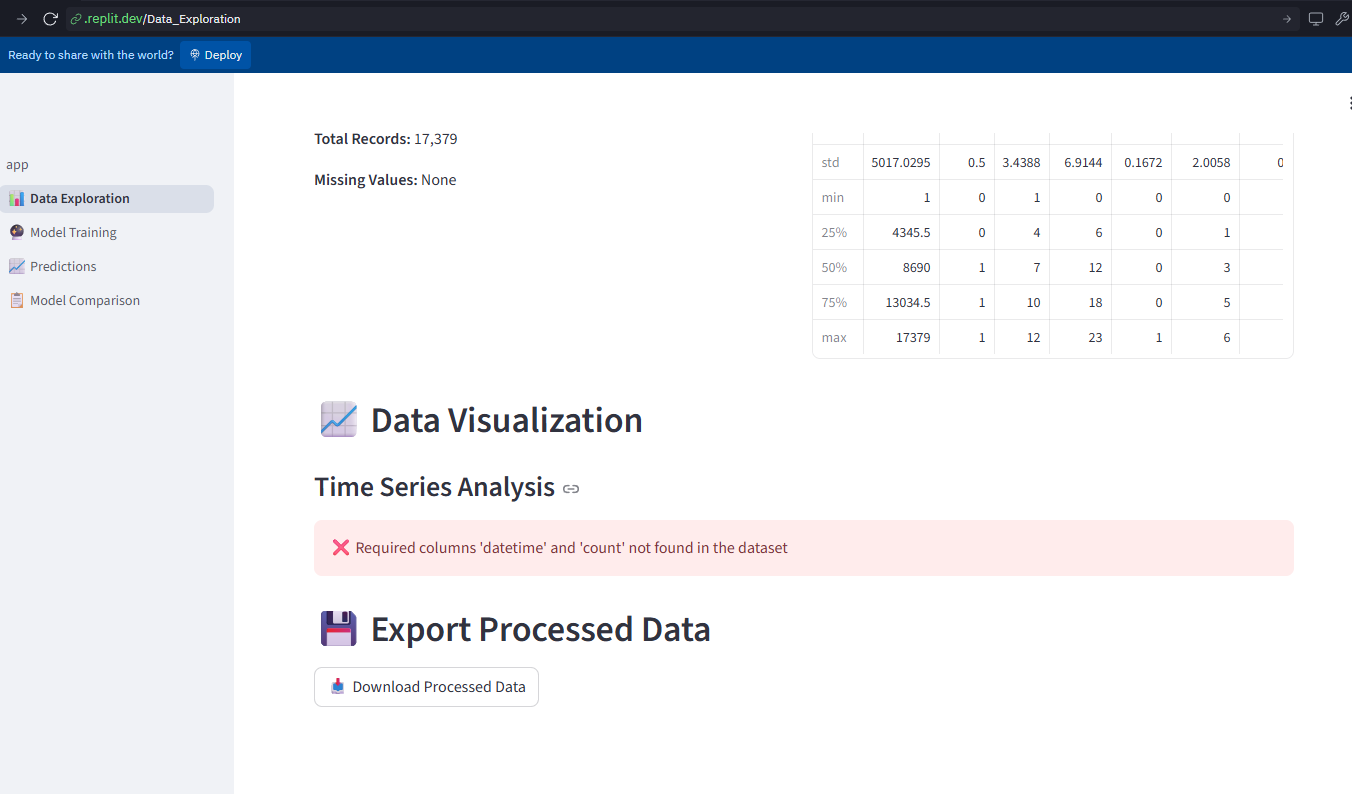 .replit.dev/Data_Exploration
Ready to share with the world? Deploy
app
Data Exploration
Model Training
Predictions
Model Comparison
Total Records: 17,379
Missing Values: None
std 5017.0295 0.5 3.4388 6.9144 0.1672 2.0058 0
min 1 0 1 0 0 0
25% 4345.5 0 4 6 0 1
50% 8690 1 7 12 0 3
75% 13034.5 1 10 18 0 5
max 17379 1 12 23 1 6
Data Visualization
Time Series Analysis
Required columns 'datetime' and 'count' not found in the dataset
Export Processed Data
Download Processed Data